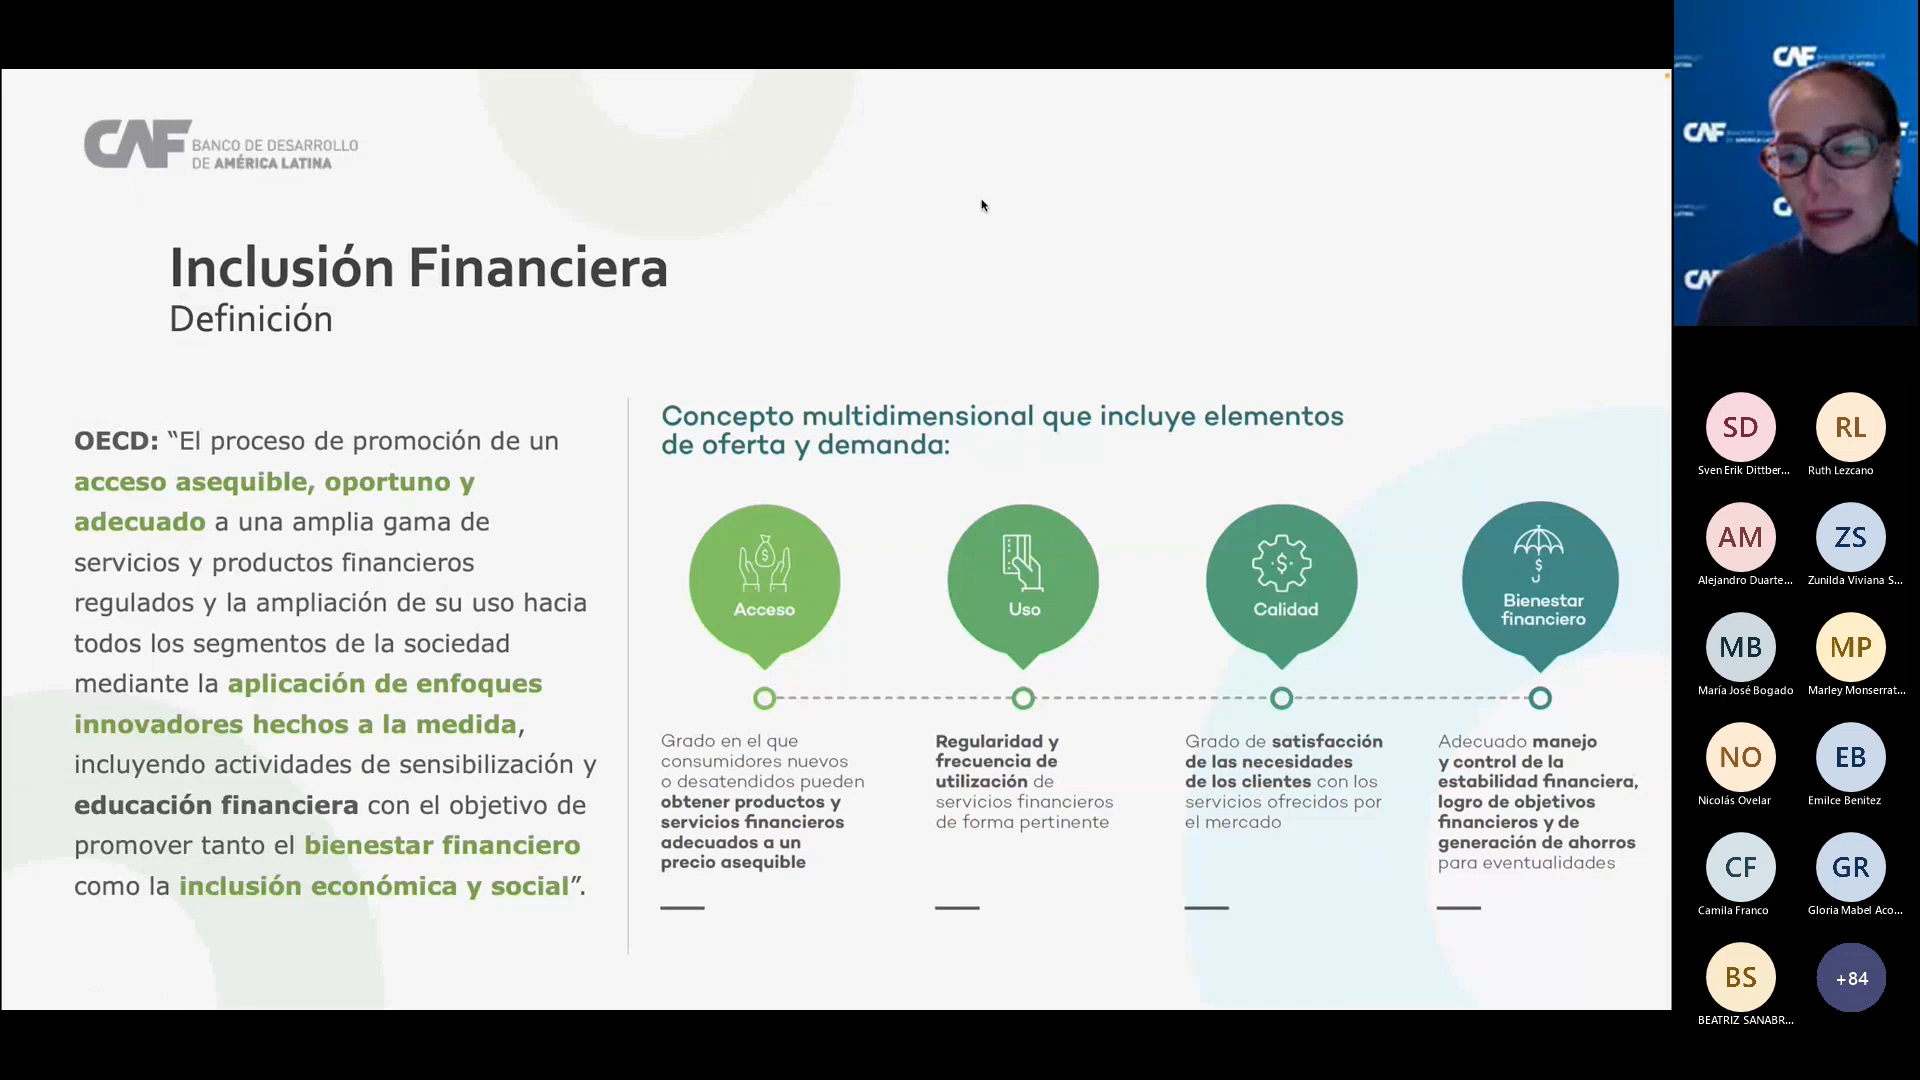 CAF BANCO DE DESARROLLO
DE AMÉRICA LATINA
Inclusión Financiera
Definición
OECD: “El proceso de promoción de un
acceso asequible, oportuno y
adecuado a una amplia gama de
servicios y productos financieros
regulados y la ampliación de su uso hacia
todos los segmentos de la sociedad
mediante la aplicación de enfoques
innovadores hechos a la medida,
incluyendo actividades de sensibilización y
educación financiera con el objetivo de
promover tanto el bienestar financiero
como la inclusión económica y social”.
Concepto multidimensional que incluye elementos
de oferta y demanda:
Acceso
Grado en el que
consumidores nuevos
o desatendidos pueden
obtener productos y
servicios financieros
adecuados a un
precio asequible
Uso
Regularidad y
frecuencia de
utilización de
servicios financieros
de forma pertinente
Calidad
Grado de satisfacción
de las necesidades
de los clientes con los
servicios ofrecidos por
el mercado
Bienestar
financiero
Adecuado manejo
y control de la
estabilidad financiera,
logro de objetivos
financieros y de
generación de ahorros
para eventualidades
CAF
CAF
CAF
SD
Sven Erik Dittber...
RL
Ruth Lezcano
AM
Alejandro Duarte...
ZS
Zunilda Viviana S...
MB
María José Bogado
MP
Marley Monserrat...
NO
Nicolás Ovelar
EB
Emilce Benitez
CF
Camila Franco
GR
Gloria Mabel Aco...
BS
BEATRIZ SANABR...
+84